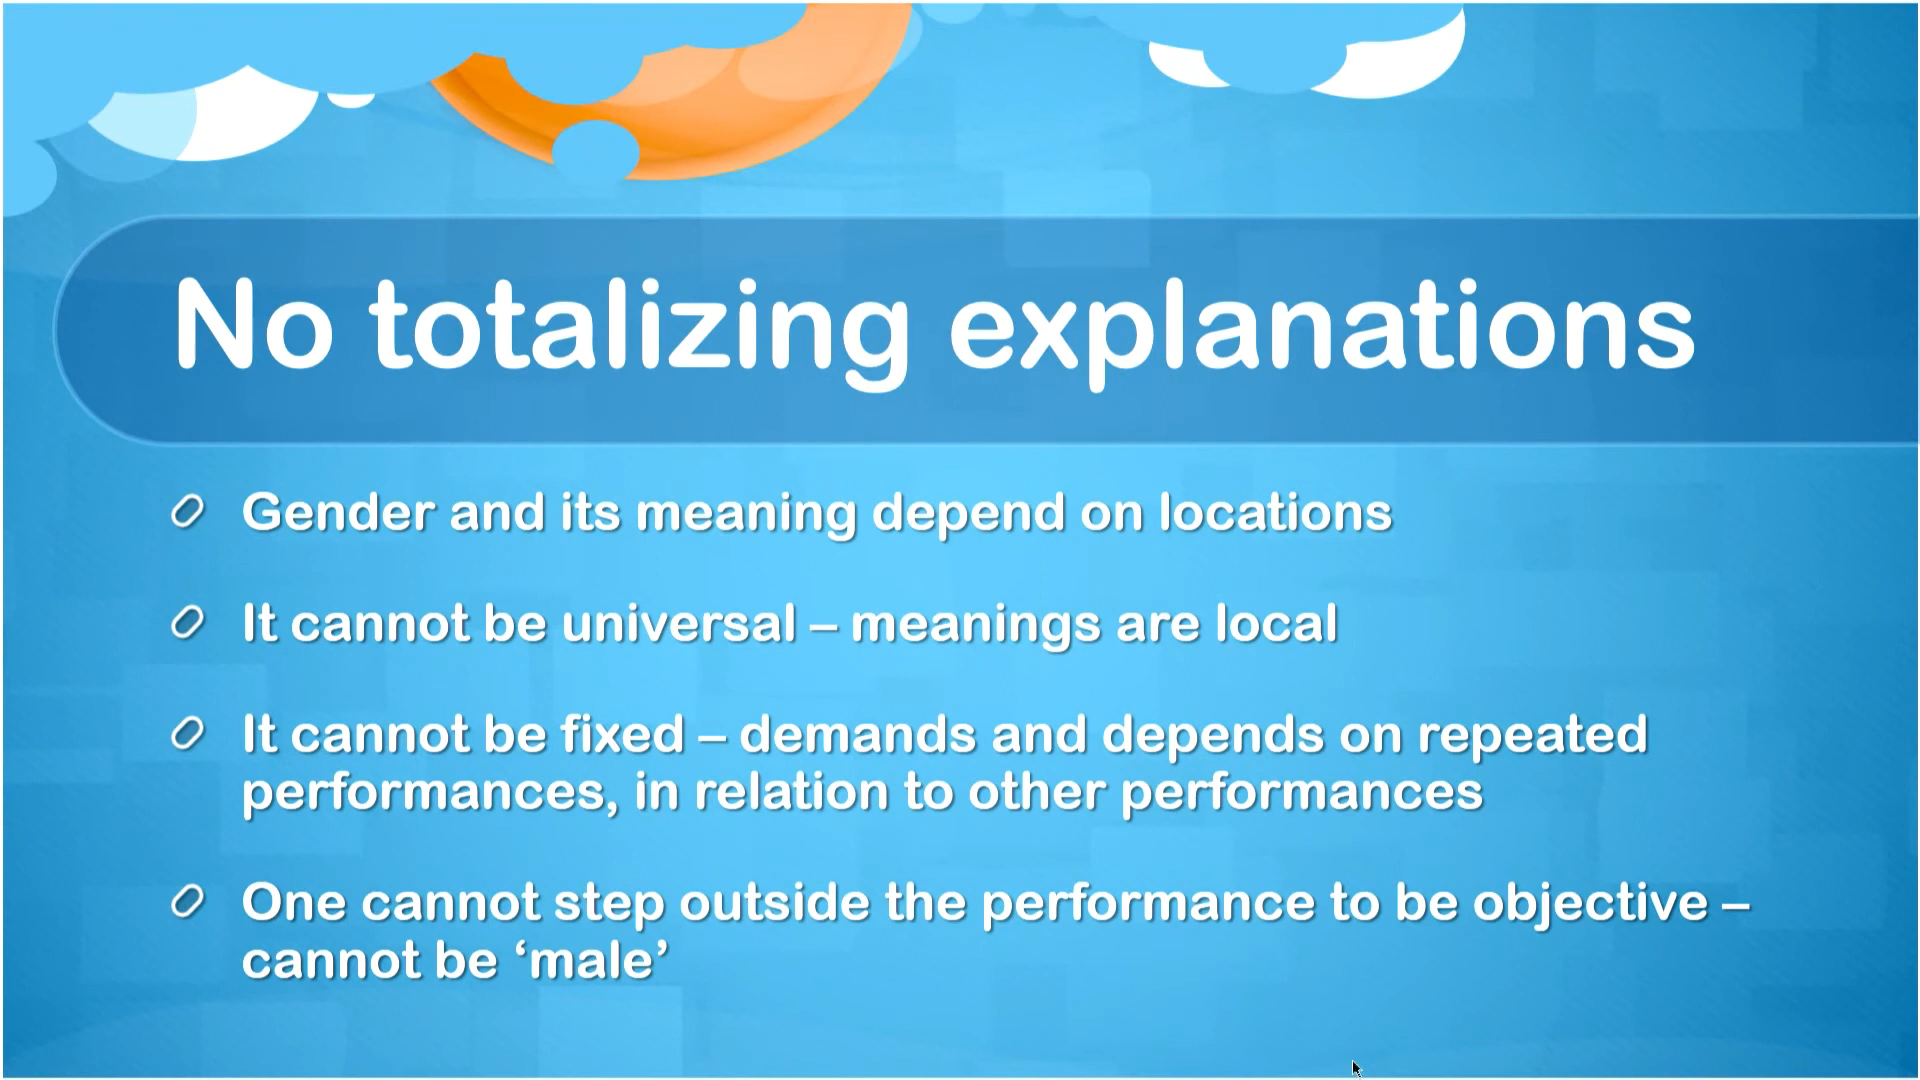 No totalizing explanations
Gender and its meaning depend on locations
It cannot be universal – meanings are local
It cannot be fixed – demands and depends on repeated
performances, in relation to other performances
One cannot step outside the performance to be objective –
cannot be ‘male’